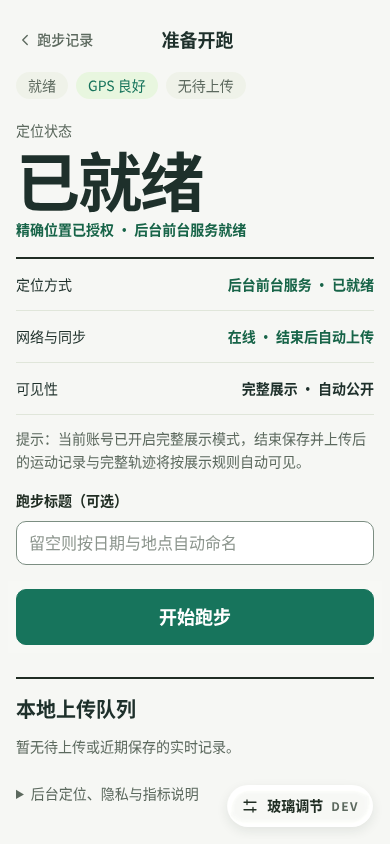 跑步记录
准备开跑
就绪 GPS 良好 无待上传
定位状态
已就绪
精确位置已授权 · 后台前台服务就绪
定位方式 后台前台服务 · 已就绪
网络与同步 在线 · 结束后自动上传
可见性 完整展示 · 自动公开
提示：当前账号已开启完整展示模式，结束保存并上传后
的运动记录与完整轨迹将按展示规则自动可见。
跑步标题（可选）
留空则按日期与地点自动命名
开始跑步
本地上传队列
暂无待上传或近期保存的实时记录。
后台定位、隐私与指标说明
玻璃调节 DEV